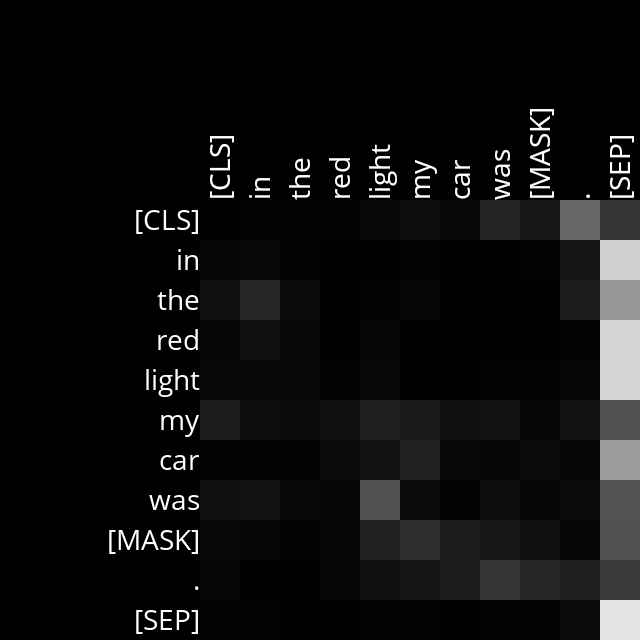 [CLS] in the red light my car was [MASK] . [SEP]
[CLS]
in
the
red
light
my
car
was
[MASK]
.
[SEP]